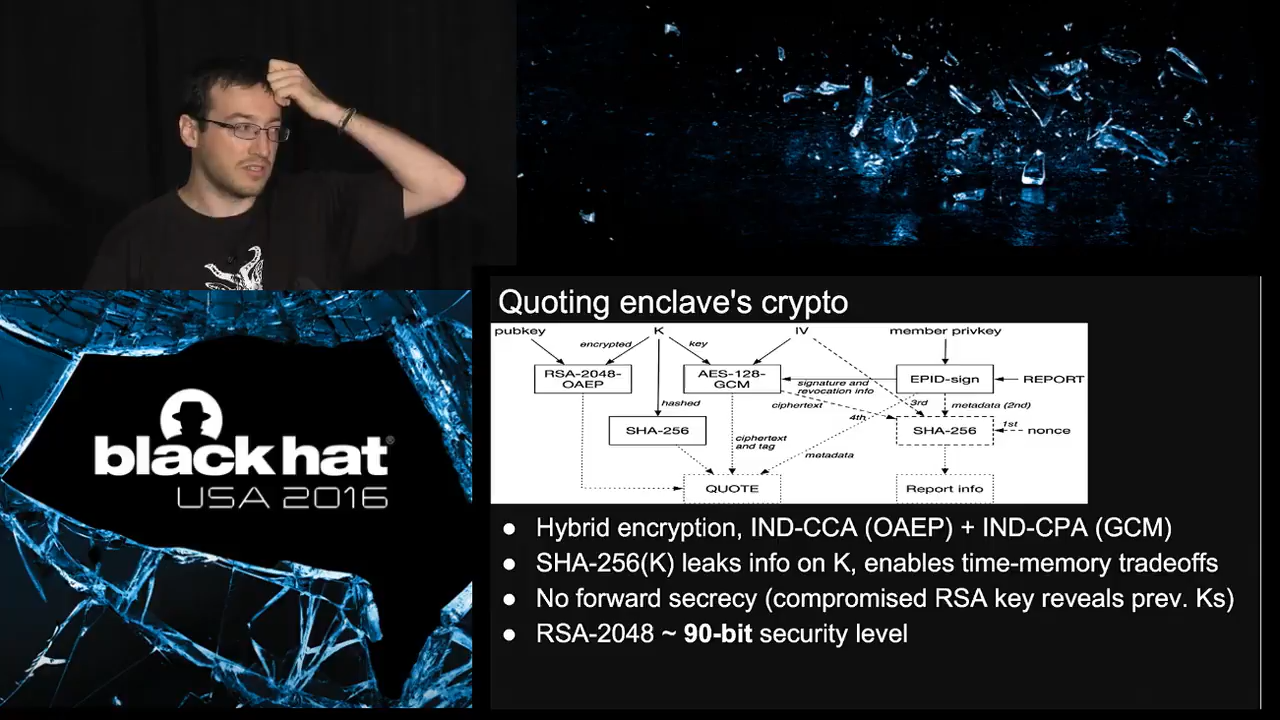 black hat®
USA 2016
Quoting enclave's crypto
pubkey K IV member privkey
encrypted key
RSA-2048-OAEP
AES-128-GCM
signature and revocation info
EPID-sign
REPORT
hashed
ciphertext
3rd
metadata (2nd)
4th
SHA-256
ciphertext and tag
SHA-256
1st
nonce
metadata
QUOTE
Report info
● Hybrid encryption, IND-CCA (OAEP) + IND-CPA (GCM)
● SHA-256(K) leaks info on K, enables time-memory tradeoffs
● No forward secrecy (compromised RSA key reveals prev. Ks)
● RSA-2048 ~ 90-bit security level